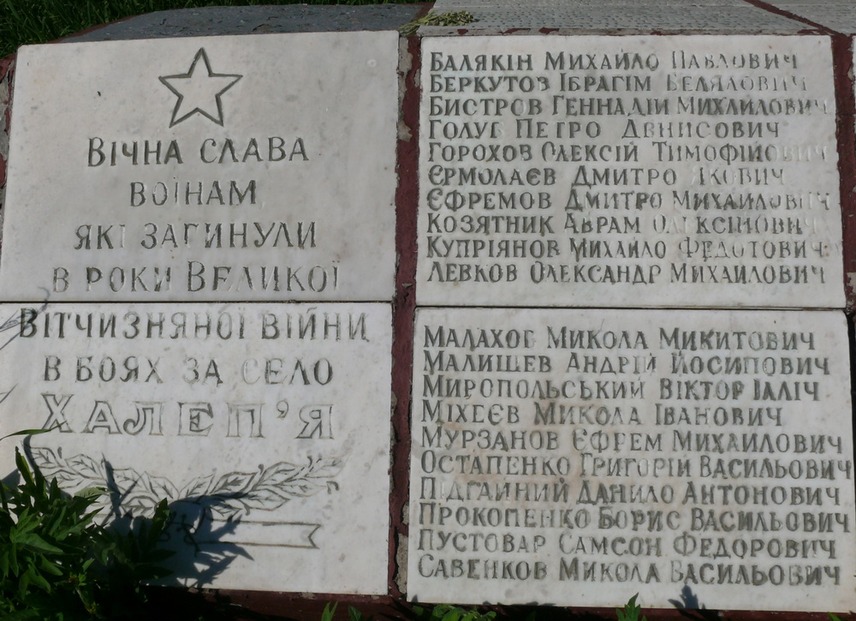 Вічна слава
воїнам,
які загинули
в роки Великої
Вітчизняної війни
в боях за село
Халеп'я
Балякін Михайло Павлович
Беркутов Ібрагім Велялович
Бистров Геннадій Михайлович
Голуб Петро Денисович
Горохов Олексій Тимофійович
Єрмолаєв Дмитро Якович
Єфремов Дмитро Михайлович
Козятник Аврам Олексійович
Купріянов Михайло Федотович
Левков Олександр Михайлович
Малахов Микола Микитович
Малишев Андрій Йосипович
Миропольський Віктор Ілліч
Міхеєв Микола Іванович
Мурзанов Єфрем Михайлович
Остапенко Григорій Васильович
Підгайний Данило Антонович
Прокопенко Борис Васильович
Пустовар Самсон Федорович
Савенков Микола Васильович